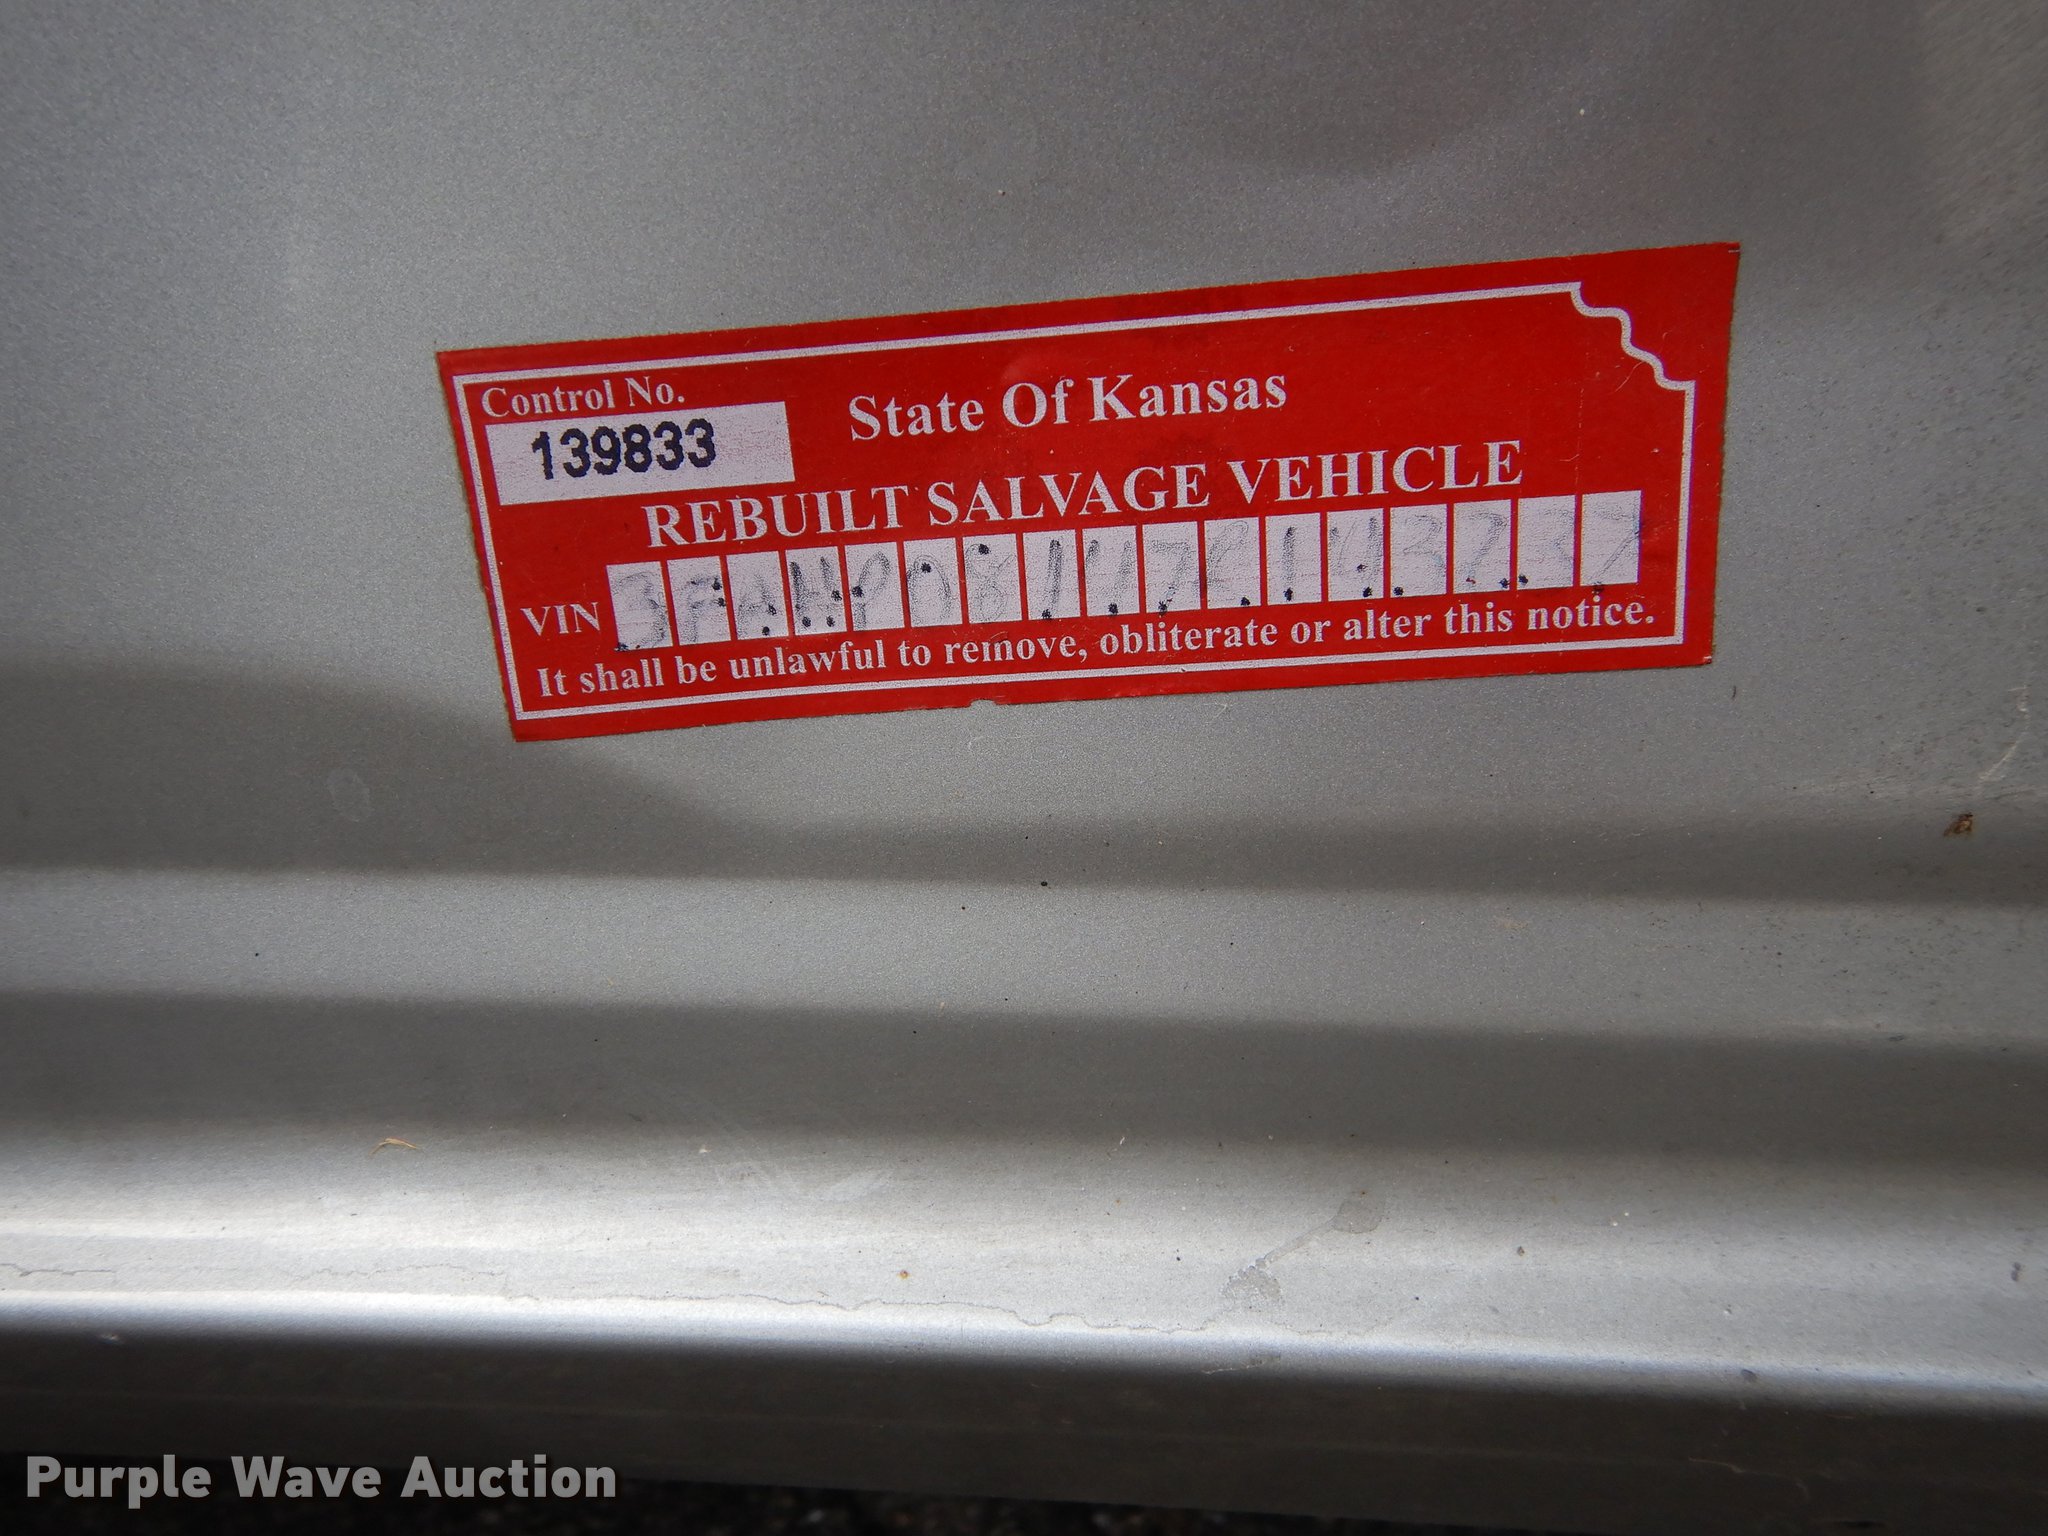 Control No.
139833
State Of Kansas
REBUILT SALVAGE VEHICLE
VIN
It shall be unlawful to remove, obliterate or alter this notice.
Purple Wave Auction